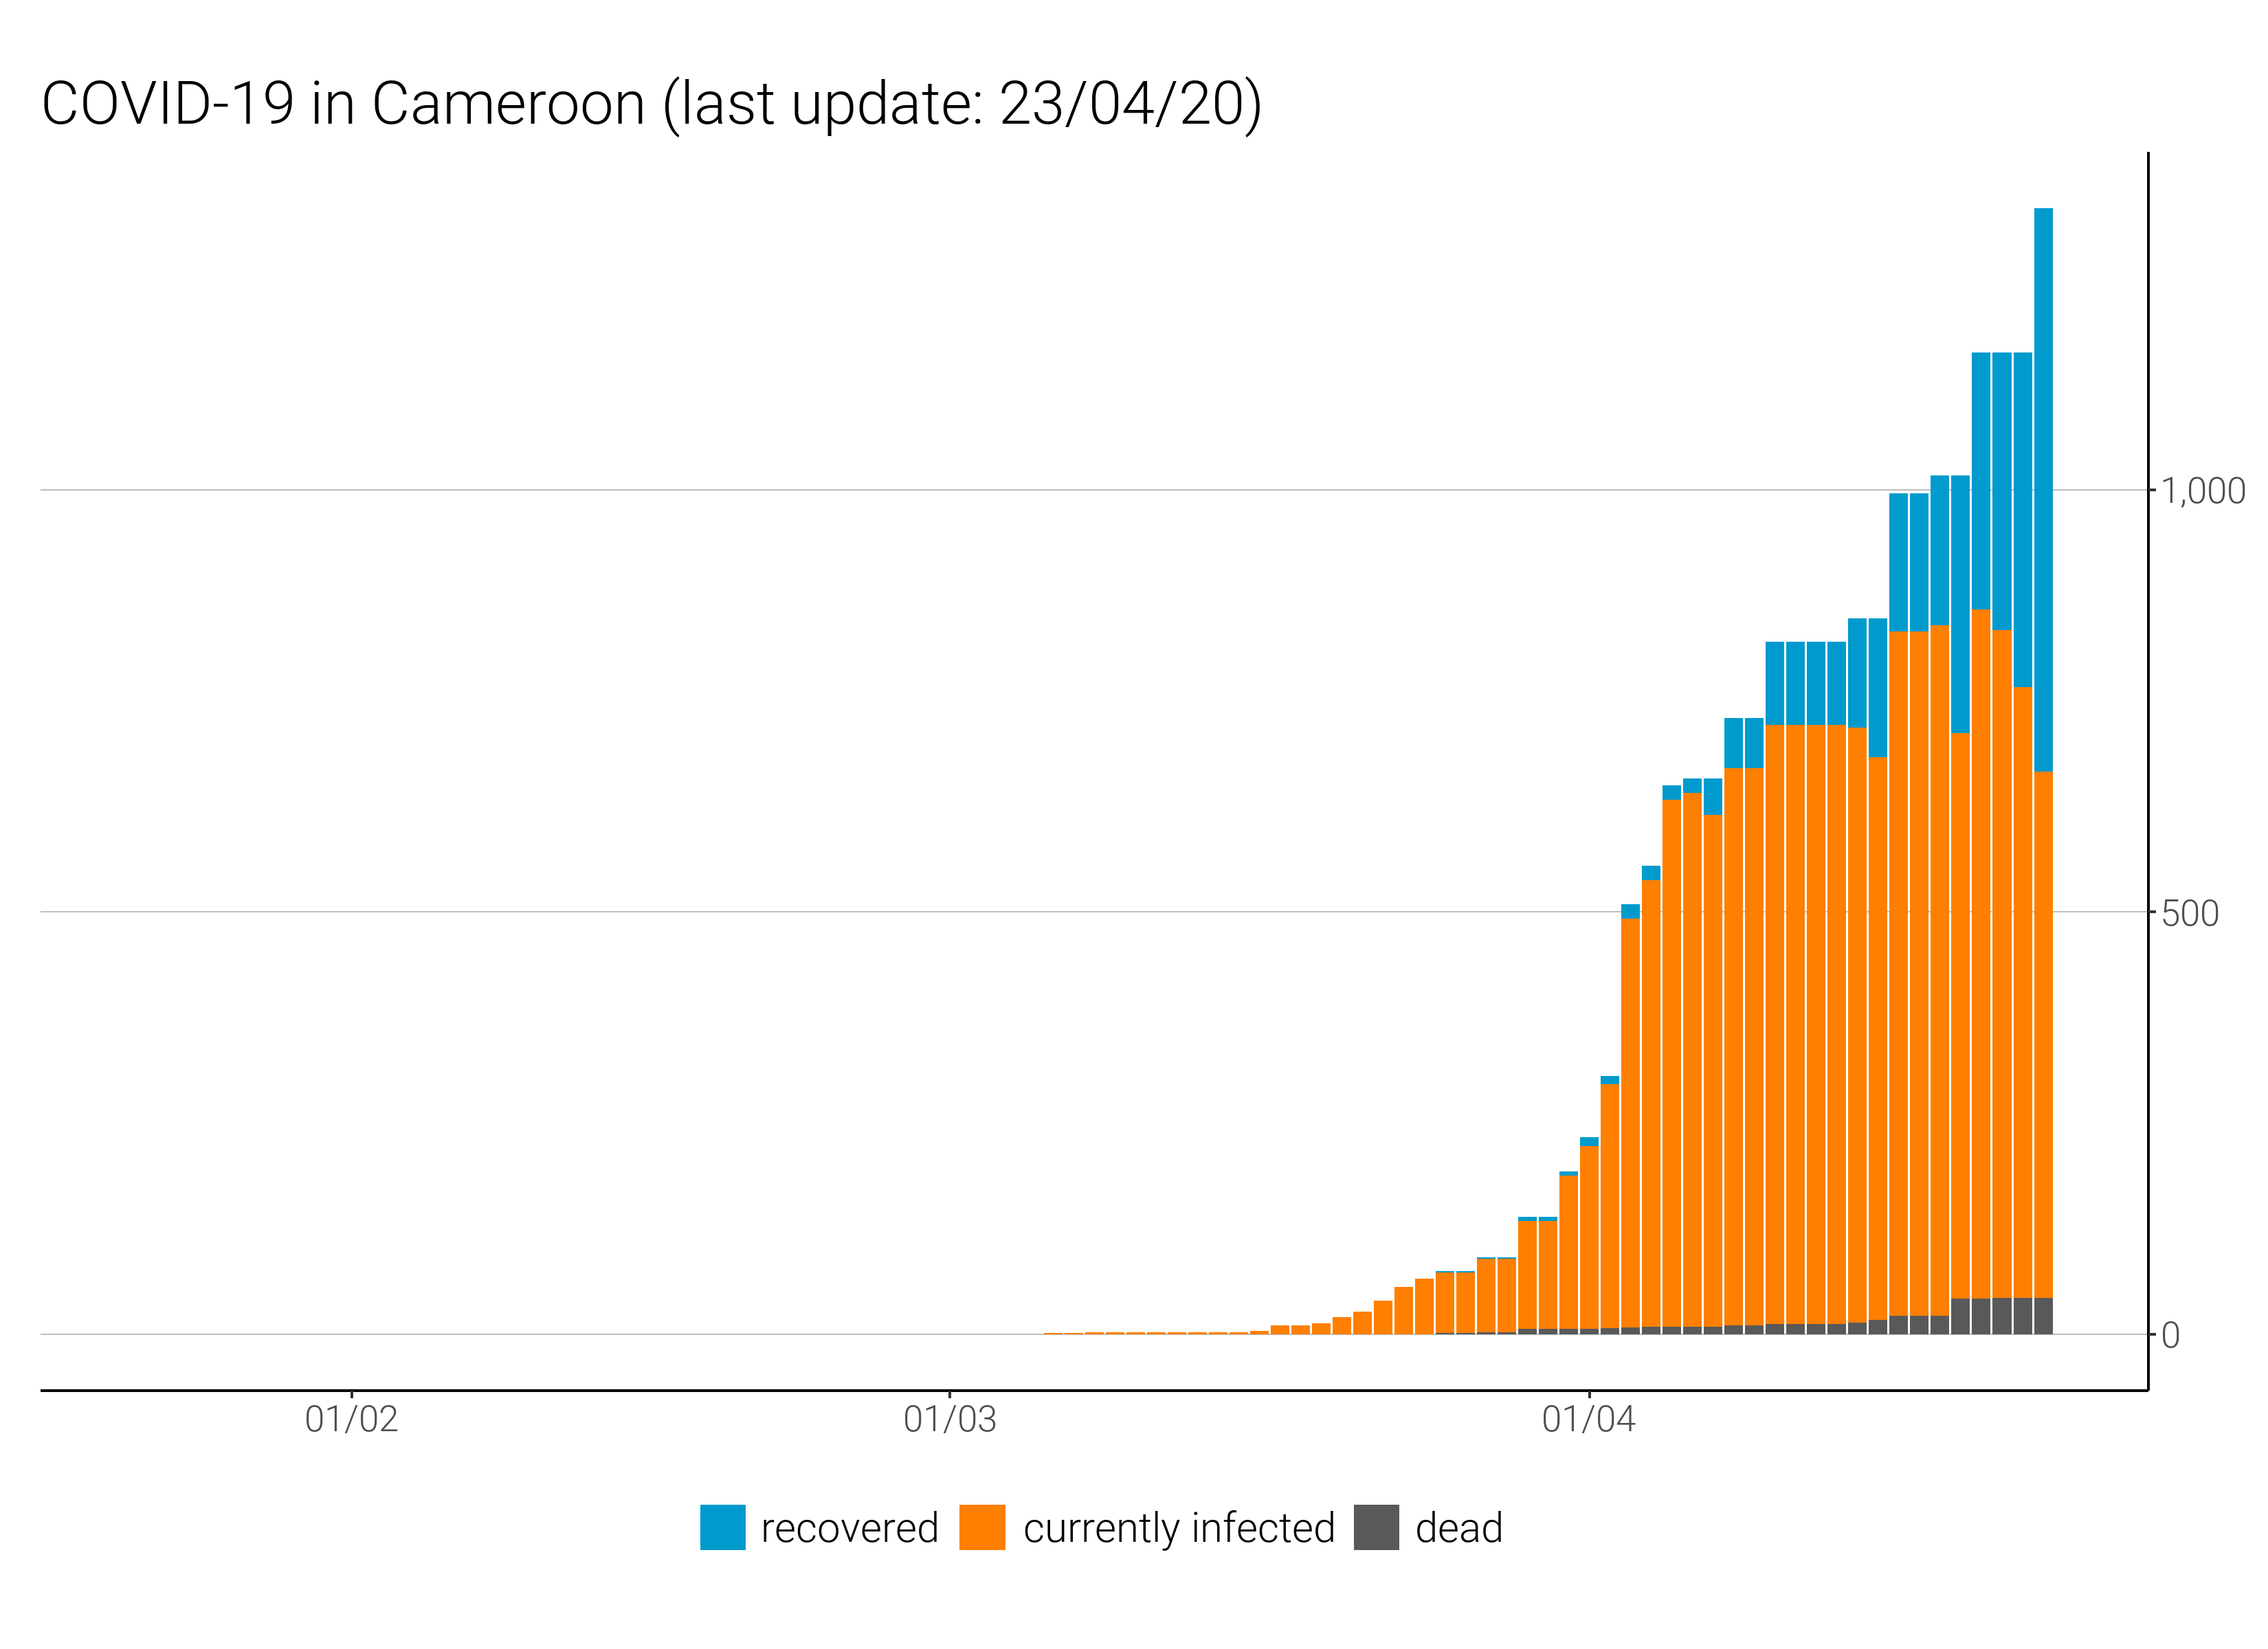 COVID-19 in Cameroon (last update: 23/04/20)
1,000
500
0
01/02 01/03 01/04
recovered currently infected dead